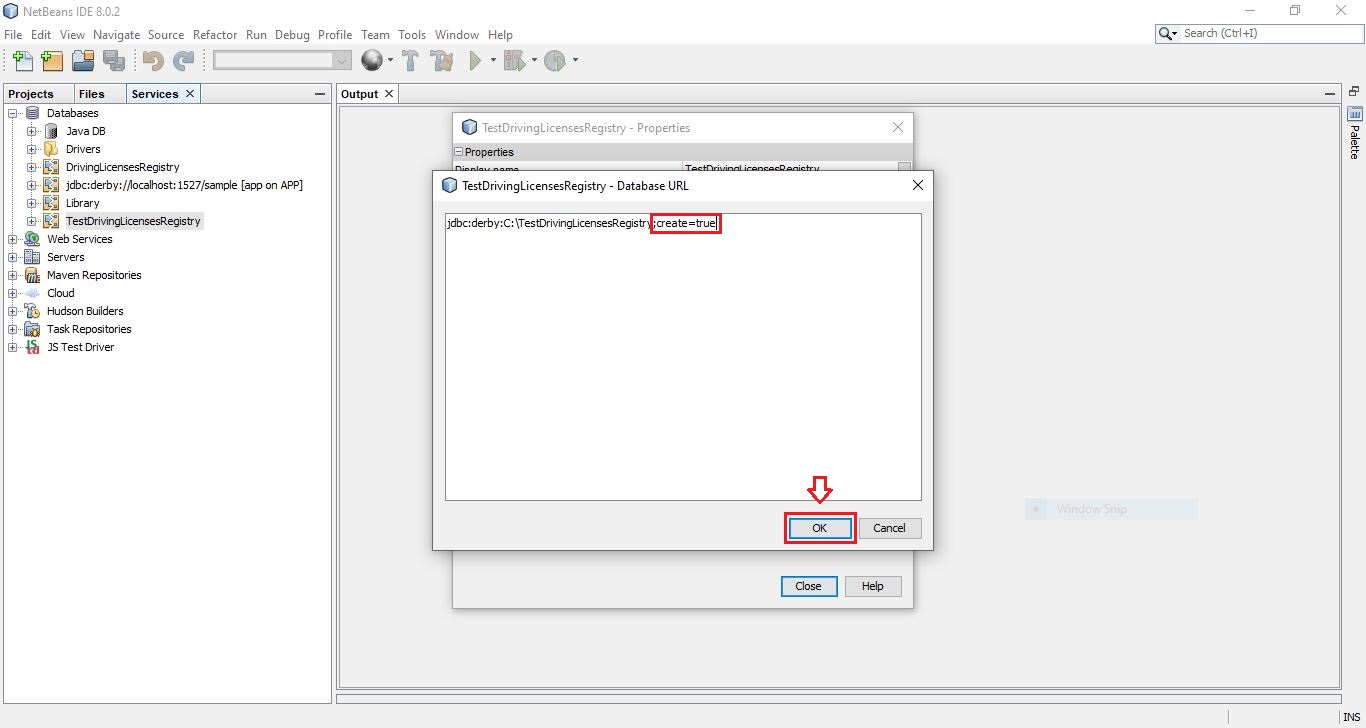 NetBeans IDE 8.0.2
File Edit View Navigate Source Refactor Run Debug Profile Team Tools Window Help
Search (Ctrl+I)
Projects Files Services
Databases
Java DB
Drivers
DrivingLicensesRegistry
jdbc:derby://localhost:1527/sample [app on APP]
Library
TestDrivingLicensesRegistry
Web Services
Servers
Maven Repositories
Cloud
Hudson Builders
Task Repositories
JS Test Driver
Output
TestDrivingLicensesRegistry - Properties
Properties
Display name TestDrivingLicensesRegistry
TestDrivingLicensesRegistry - Database URL
jdbc:derby:C:\TestDrivingLicensesRegistry;create=true
OK Cancel
Close Help
Window Snip
Palette
INS